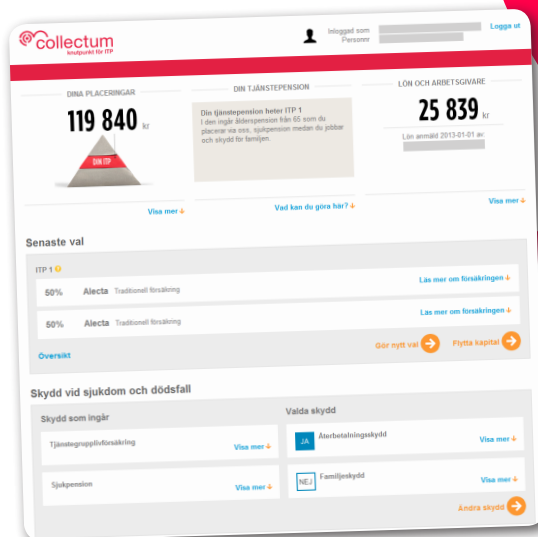 collectum
knutpunkt för ITP
Inloggad som
Personnr
Logga ut
DINA PLACERINGAR
119 840 kr
DIN ITP
Visa mer
DIN TJÄNSTEPENSION
Din tjänstepension heter ITP 1
I den ingår ålderspension från 65 som du
placerar via oss, sjukpension medan du jobbar
och skydd för familjen.
Vad kan du göra här?
LÖN OCH ARBETSGIVARE
25 839 kr
Lön anmäld 2013-01-01 av:
Visa mer
Senaste val
ITP 1
50% Alecta Traditionell försäkring Läs mer om försäkringen
50% Alecta Traditionell försäkring Läs mer om försäkringen
Översikt Gör nytt val Flytta kapital
Skydd vid sjukdom och dödsfall
Skydd som ingår
Tjänstegrupplivförsäkring Visa mer
Sjukpension Visa mer
Valda skydd
JA Återbetalningsskydd Visa mer
NEJ Familjeskydd Visa mer
Ändra skydd